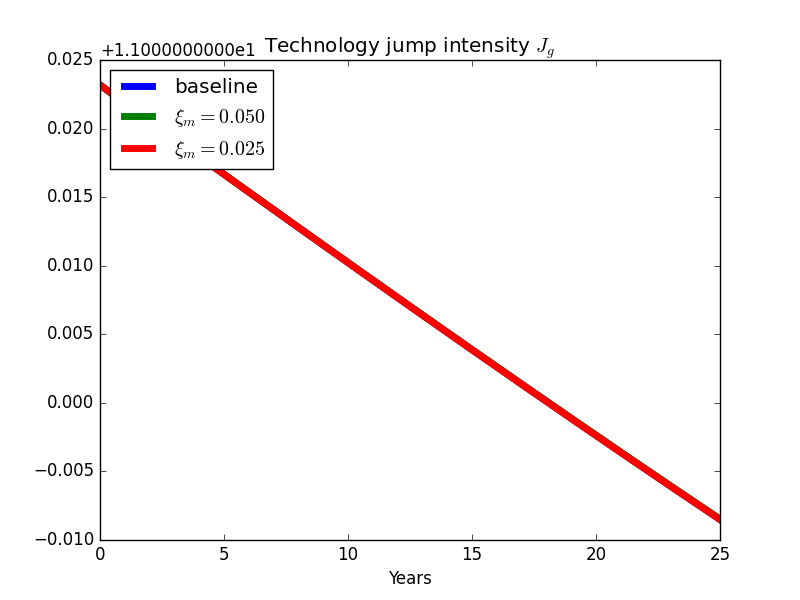 +1.1000000000e1 Technology jump intensity J_g
0.025
baseline
ξ_m = 0.050
ξ_m = 0.025
0.020
0.015
0.010
0.005
0.000
−0.005
−0.010
0 5 10 15 20 25
Years